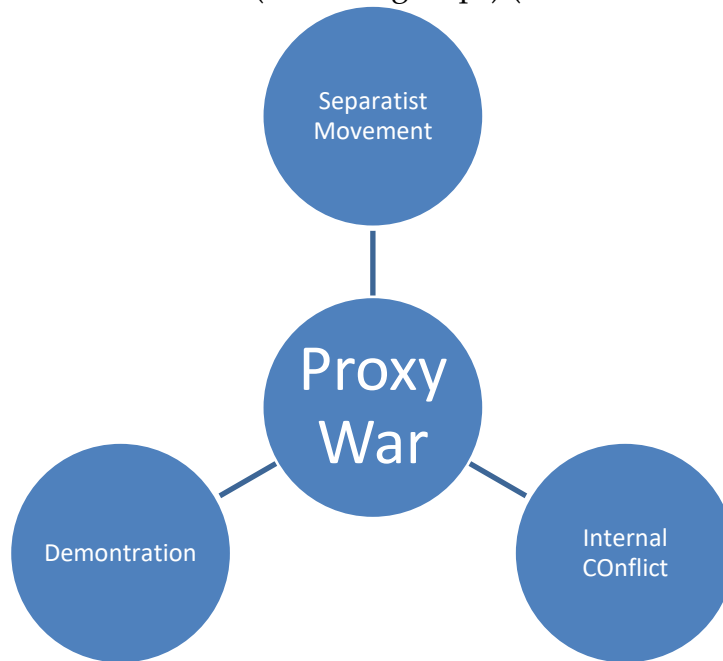 Separatist
Movement
Proxy
War
Demontration
Internal
COnflict